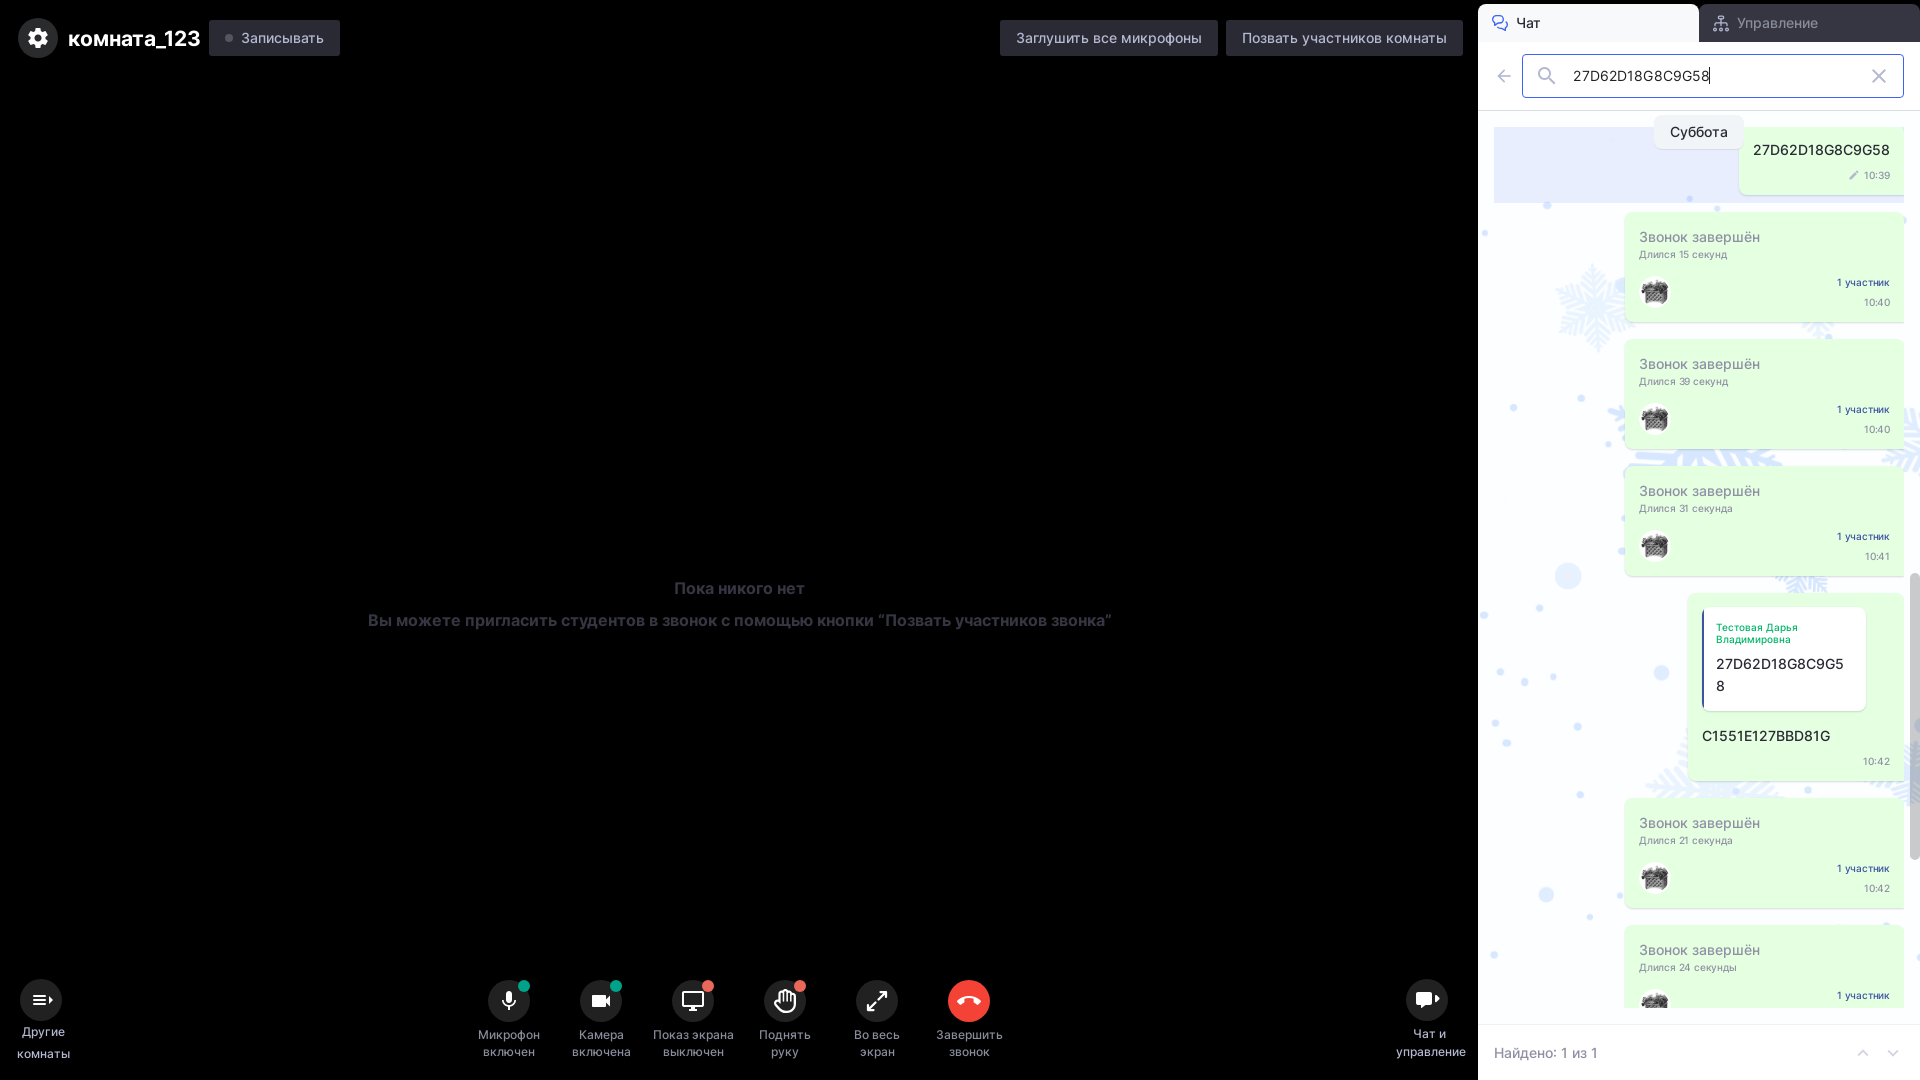 комната_123
Записывать
Заглушить все микрофоны
Позвать участников комнаты
Чат
Управление
27D62D18G8C9G58
Суббота
27D62D18G8C9G58
10:39
Звонок завершён
Длился 15 секунд
1 участник
10:40
Звонок завершён
Длился 39 секунд
1 участник
10:40
Звонок завершён
Длился 31 секунда
1 участник
10:41
Тестовая Дарья
Владимировна
27D62D18G8C9G5
8
C1551E127BBD81G
10:42
Звонок завершён
Длился 21 секунда
1 участник
10:42
Звонок завершён
Длился 24 секунды
1 участник
Найдено: 1 из 1
Пока никого нет
Вы можете пригласить студентов в звонок с помощью кнопки “Позвать участников звонка”
Другие
комнаты
Микрофон
включен
Камера
включена
Показ экрана
выключен
Поднять
руку
Во весь
экран
Завершить
звонок
Чат и
управление